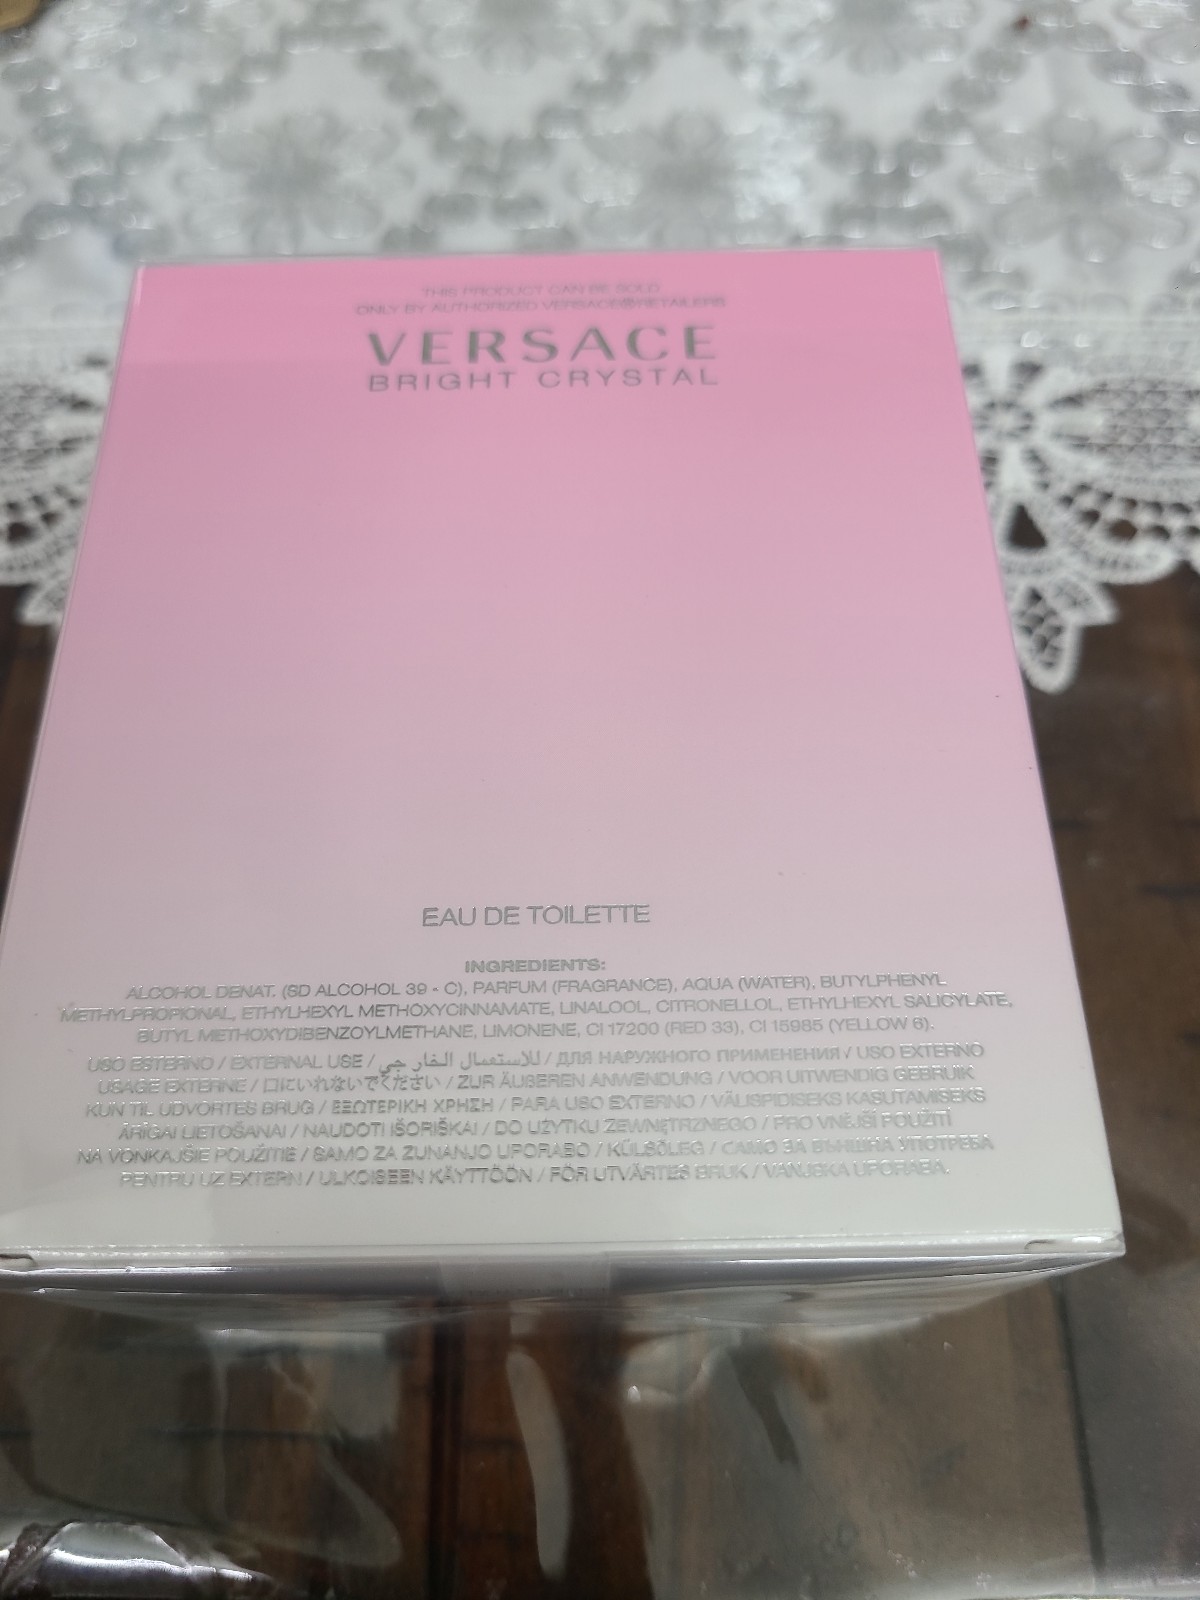 THIS PRODUCT CAN BE SOLD
ONLY BY AUTHORIZED VERSACE® RETAILERS
VERSACE
BRIGHT CRYSTAL
EAU DE TOILETTE
INGREDIENTS:
ALCOHOL DENAT. (SD ALCOHOL 39 - C), PARFUM (FRAGRANCE), AQUA (WATER), BUTYLPHENYL
METHYLPROPIONAL, ETHYLHEXYL METHOXYCINNAMATE, LINALOOL, CITRONELLOL, ETHYLHEXYL SALICYLATE,
BUTYL METHOXYDIBENZOYLMETHANE, LIMONENE, CI 17200 (RED 33), CI 15985 (YELLOW 6).
USO ESTERNO / EXTERNAL USE / للاستعمال الخارجي / ДЛЯ НАРУЖНОГО ПРИМЕНЕНИЯ / USO EXTERNO
USAGE EXTERNE / 口にいれないでください / ZUR ÄUßEREN ANWENDUNG / VOOR UITWENDIG GEBRUIK
KUN TIL UDVORTES BRUG / ΕΞΩΤΕΡΙΚΗ ΧΡΗΣΗ / PARA USO EXTERNO / VÄLISPIDISEKS KASUTAMISEKS
ĀRĪGAI LIETOŠANAI / NAUDOTI IŠORIŠKAI / DO UŻYTKU ZEWNĘTRZNEGO / PRO VNĚJŠÍ POUŽITÍ
NA VONKAJŠIE POUŽITIE / SAMO ZA ZUNANJO UPORABO / KÜLSÖLEG / САМО ЗА ВЪНШНА УПОТРЕБА
PENTRU UZ EXTERN / ULKOISEEN KÄYTTÖÖN / FÖR UTVÄRTES BRUK / VANJSKA UPORABA.